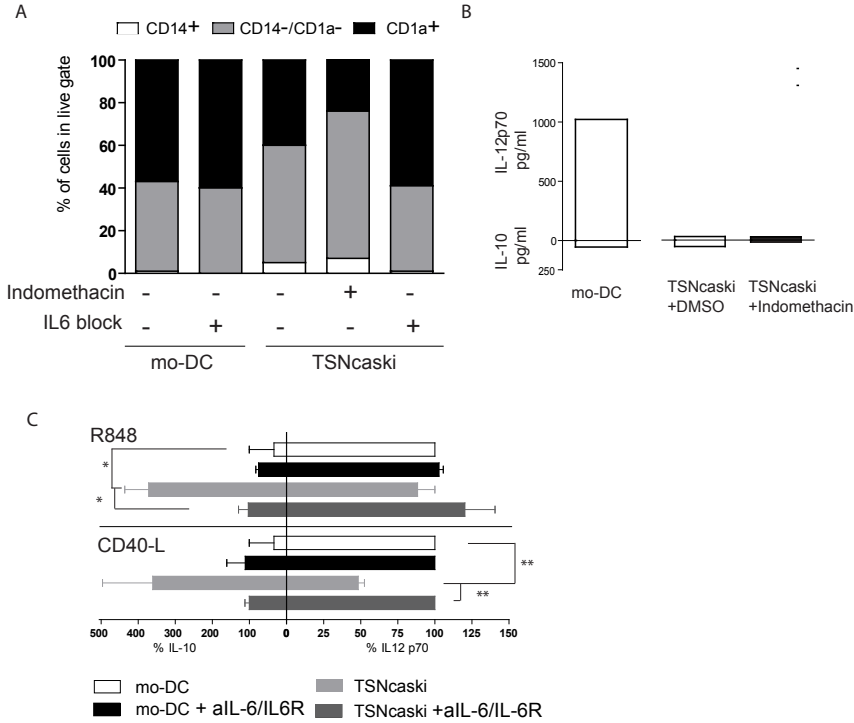 A
CD14+ CD14-/CD1a- CD1a+
% of cells in live gate
100
80
60
40
20
0
Indomethacin - - - + -
IL6 block - + - - +
mo-DC TSNcaski
B
IL-12p70
pg/ml
IL-10
pg/ml
1500
1000
500
0
250
mo-DC
TSNcaski
+DMSO
TSNcaski
+Indomethacin
C
R848
*
*
CD40-L
**
**
500 400 300 200 100 0 25 50 75 100 125 150
% IL-10 % IL12 p70
mo-DC TSNcaski
mo-DC + aIL-6/IL6R TSNcaski +aIL-6/IL-6R